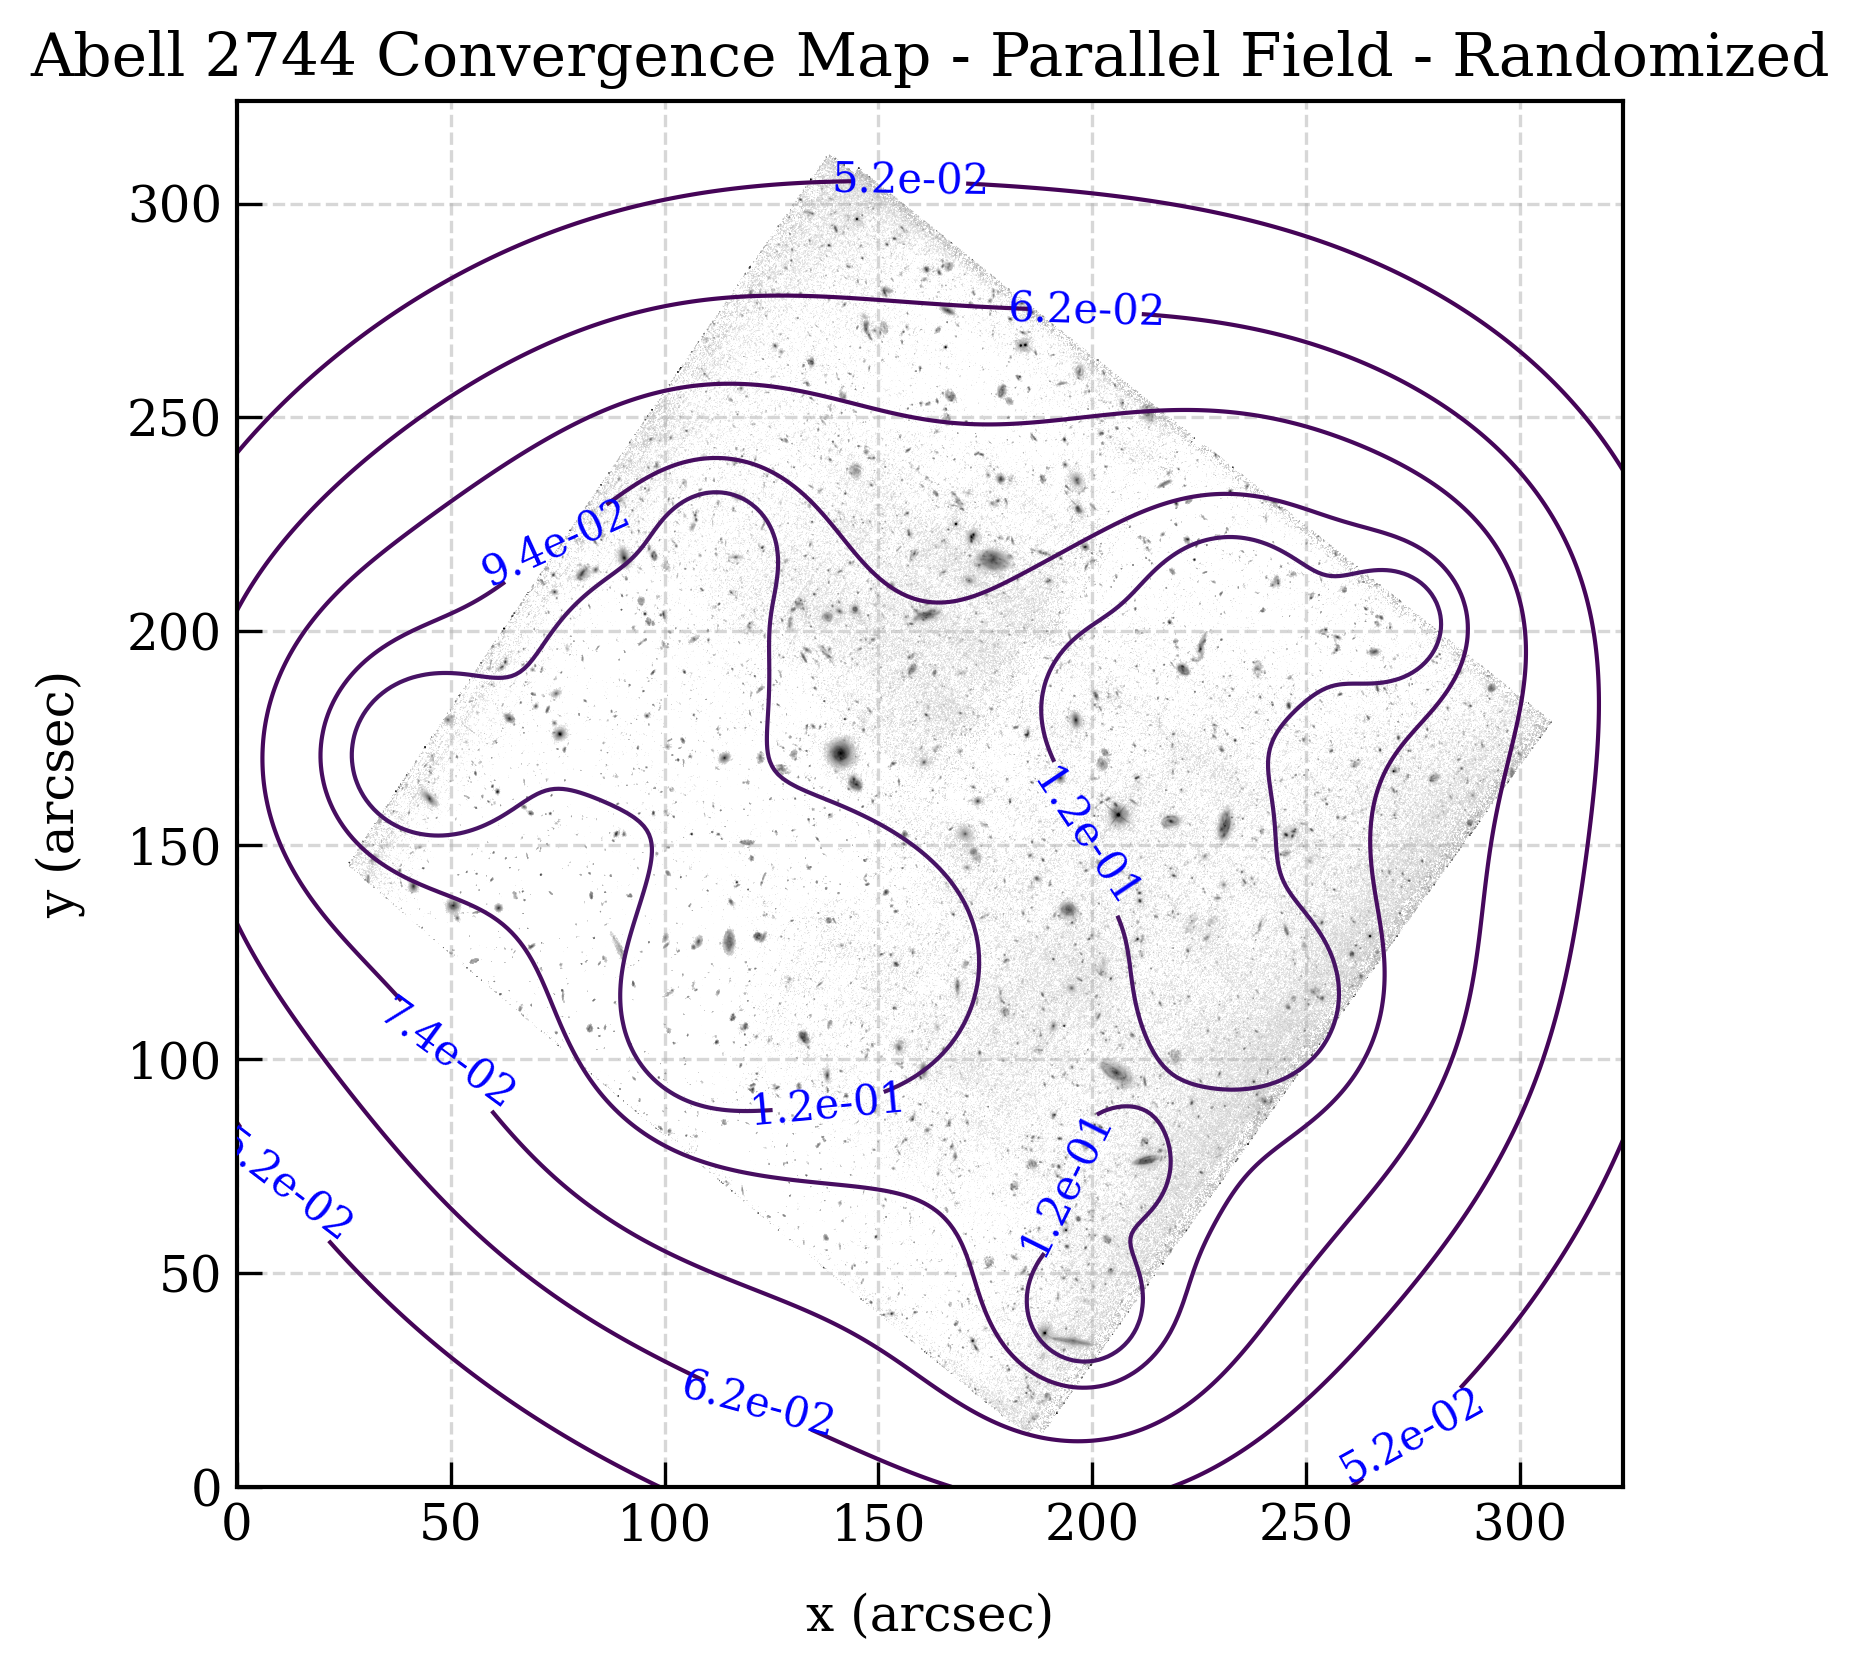 Abell 2744 Convergence Map - Parallel Field - Randomized
5.2e-02
300
6.2e-02
250
9.4e-02
200
1.2e-01
150
7.4e-02
100
1.2e-01
1.2e-01
5.2e-02
50
6.2e-02
5.2e-02
0
0 50 100 150 200 250 300
x (arcsec)
y (arcsec)